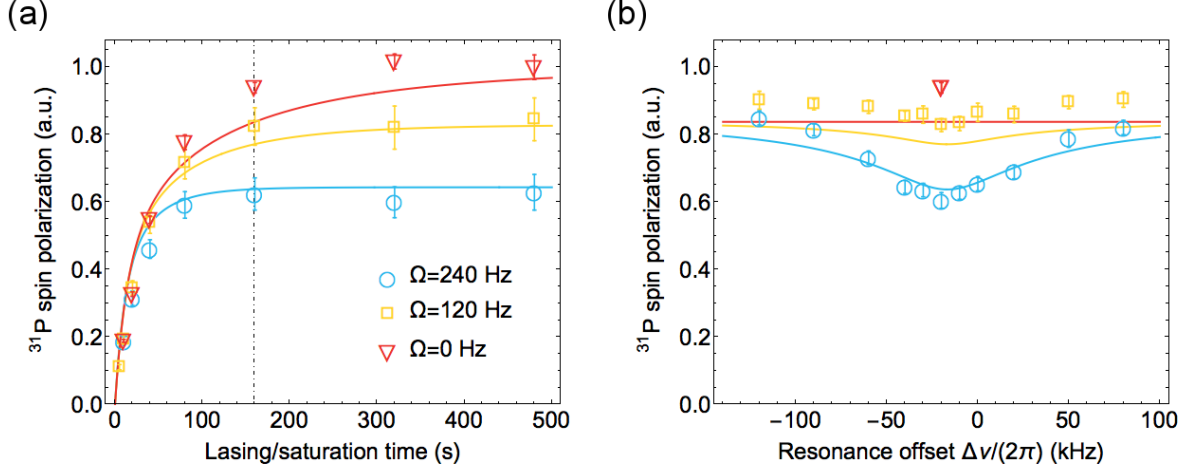 (a)
³¹P spin polarization (a.u.)
1.0
0.8
0.6
0.4
0.2
0.0
Ω=240 Hz
Ω=120 Hz
Ω=0 Hz
0 100 200 300 400 500
Lasing/saturation time (s)
(b)
³¹P spin polarization (a.u.)
1.0
0.8
0.6
0.4
0.2
0.0
−100 −50 0 50 100
Resonance offset Δν/(2π) (kHz)